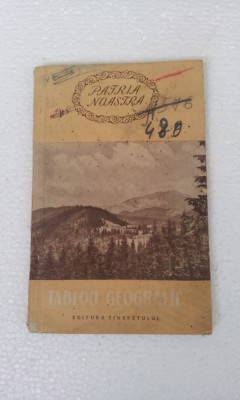 PATRIA
NOASTRA
480
TABLOU GEOGRAFIC
EDITURA TINERETULUI